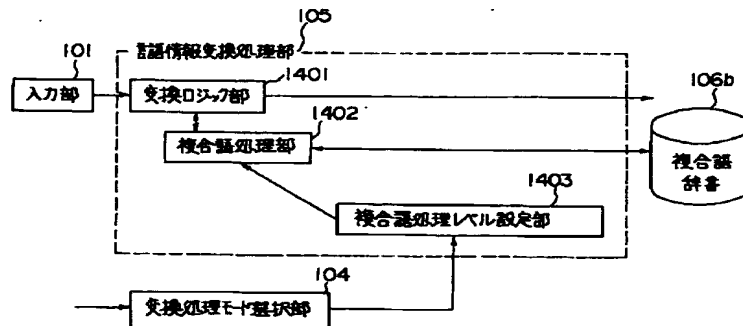 105
101
言語情報変換処理部
1401
106b
入力部
変換ロジック部
1402
複合語処理部
複合語
辞書
1403
複合語処理レベル設定部
104
変換処理モード選択部